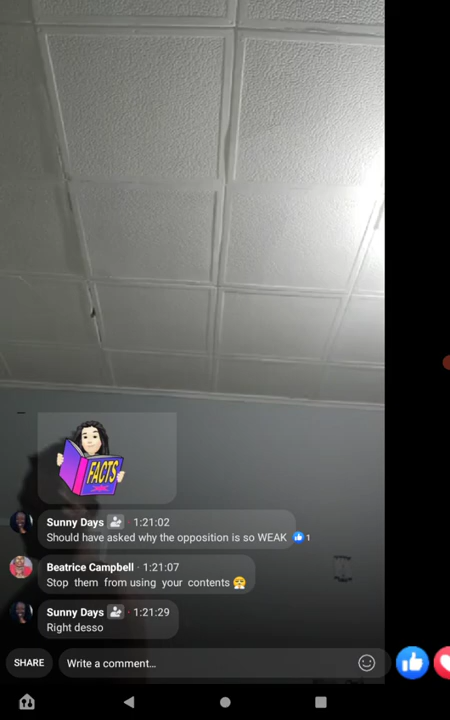 FACTS
Sunny Days · 1:21:02
Should have asked why the opposition is so WEAK 1
Beatrice Campbell · 1:21:07
Stop them from using your contents 😤
Sunny Days · 1:21:29
Right desso
SHARE Write a comment...